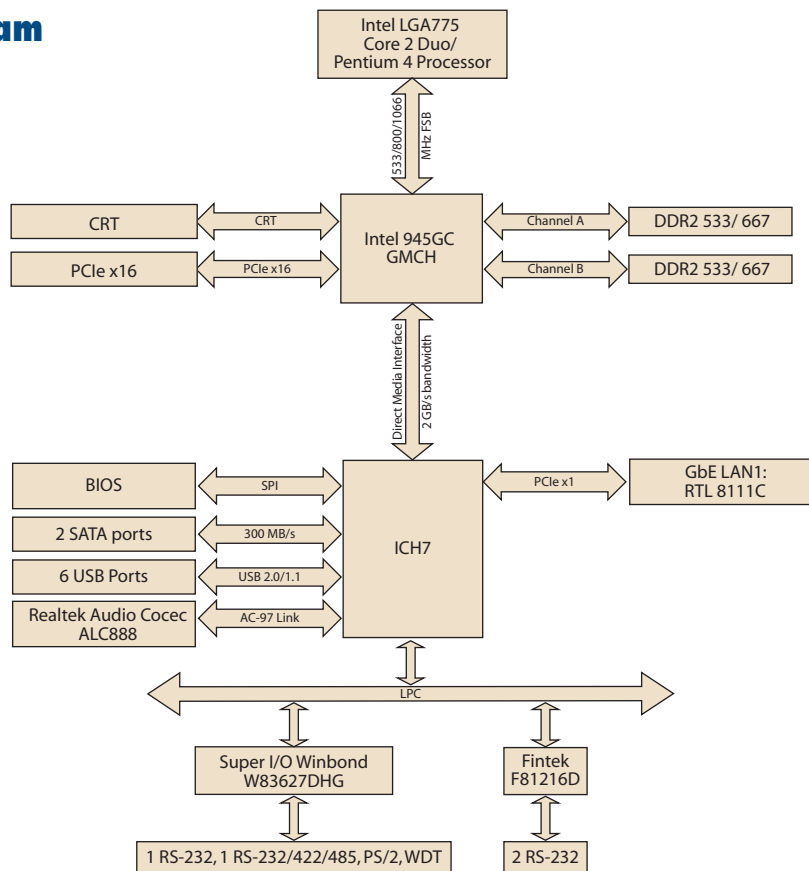 am
Intel LGA775
Core 2 Duo/
Pentium 4 Processor
533/800/1066
MHz FSB
CRT
CRT
Intel 945GC
GMCH
Channel A
DDR2 533/ 667
PCIe x16
PCIe x16
Channel B
DDR2 533/ 667
Direct Media Interface
2 GB/s bandwidth
BIOS
SPI
ICH7
PCIe x1
GbE LAN1:
RTL 8111C
2 SATA ports
300 MB/s
6 USB Ports
USB 2.0/1.1
Realtek Audio Cocec
ALC888
AC-97 Link
LPC
Super I/O Winbond
W83627DHG
Fintek
F81216D
1 RS-232, 1 RS-232/422/485, PS/2, WDT
2 RS-232